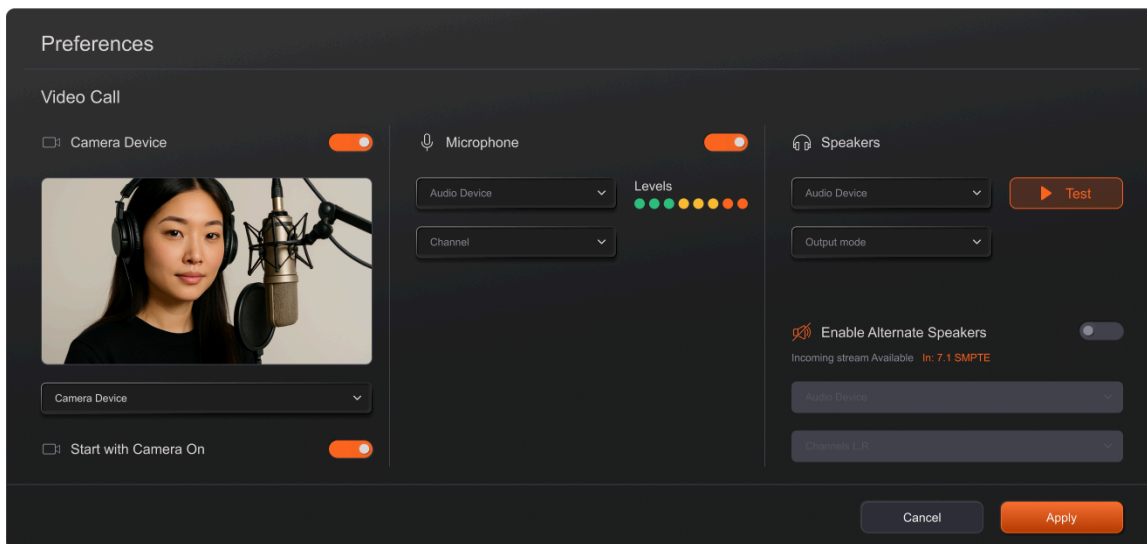 Preferences
Video Call
Camera Device
Camera Device
Start with Camera On
Microphone
Audio Device
Levels
Channel
Speakers
Audio Device
Test
Output mode
Enable Alternate Speakers
Incoming stream Available In: 7.1 SMPTE
Audio Device
Channels L.R
Cancel
Apply